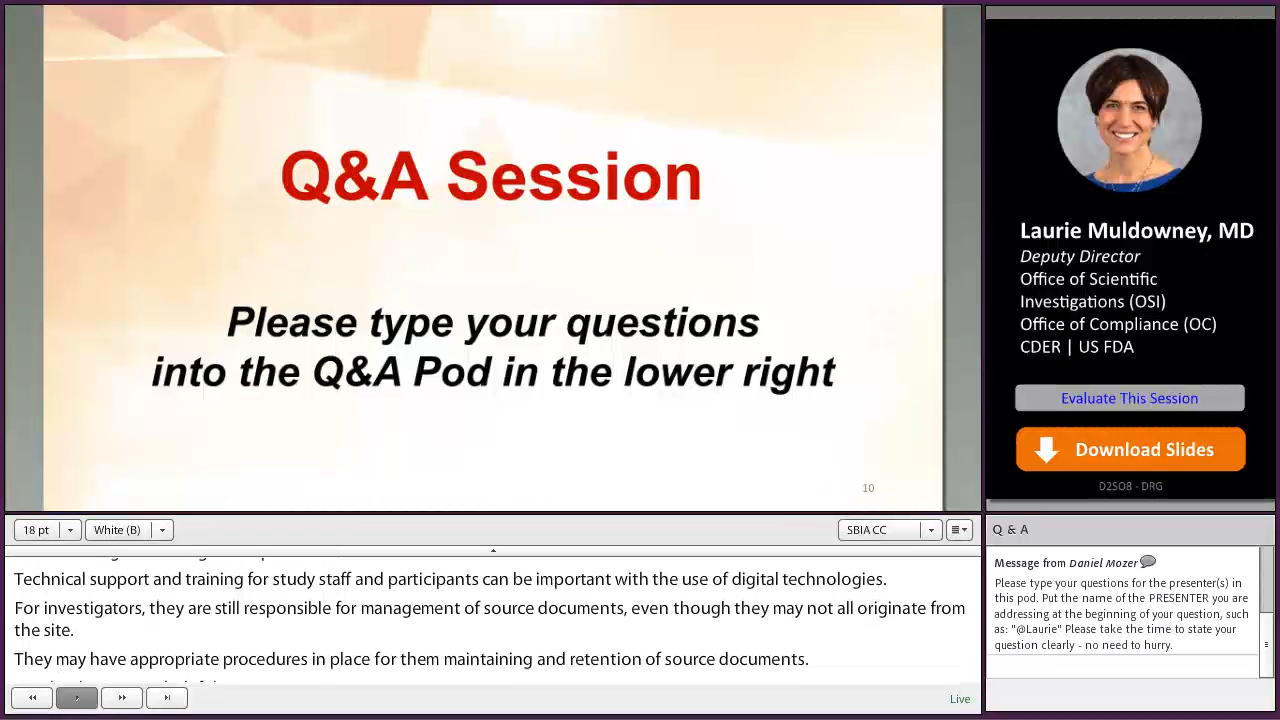 Q&A Session
Please type your questions
into the Q&A Pod in the lower right
10
Laurie Muldowney, MD
Deputy Director
Office of Scientific
Investigations (OSI)
Office of Compliance (OC)
CDER | US FDA
Evaluate This Session
Download Slides
D2SO8 - DRG
18 pt
White (B)
SBIA CC
Technical support and training for study staff and participants can be important with the use of digital technologies.
For investigators, they are still responsible for management of source documents, even though they may not all originate from
the site.
They may have appropriate procedures in place for them maintaining and retention of source documents.
Live
Q & A
Message from Daniel Mozer
Please type your questions for the presenter(s) in
this pod. Put the name of the PRESENTER you are
addressing at the beginning of your question, such
as: "@Laurie" Please take the time to state your
question clearly - no need to hurry.